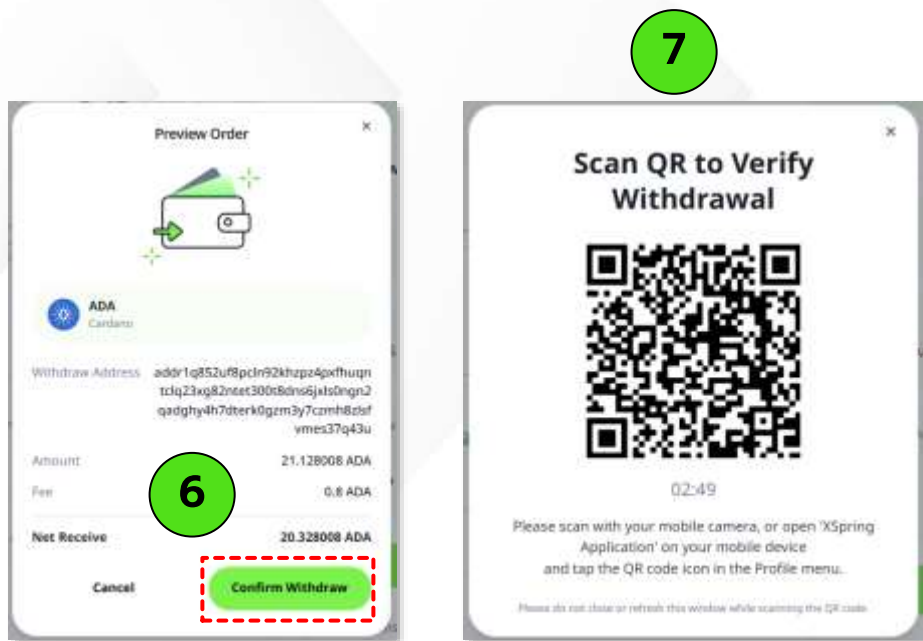 7
Preview Order
×
×
Scan QR to Verify
Withdrawal
ADA
Cardano
Withdraw Address
addr1q852uf8pcln92khzpz4pxfhuqn
tclq23xg82ntet300t8dns6jxls0ngn2
qadghy4h7dterk0gzm3y7czmh8zlsf
vmes37q43u
Amount
21.128008 ADA
Fee
0.8 ADA
6
Net Receive
20.328008 ADA
Cancel
Confirm Withdraw
02:49
Please scan with your mobile camera, or open 'XSpring
Application' on your mobile device
and tap the QR code icon in the Profile menu.
Please do not close or refresh this window while scanning the QR code.